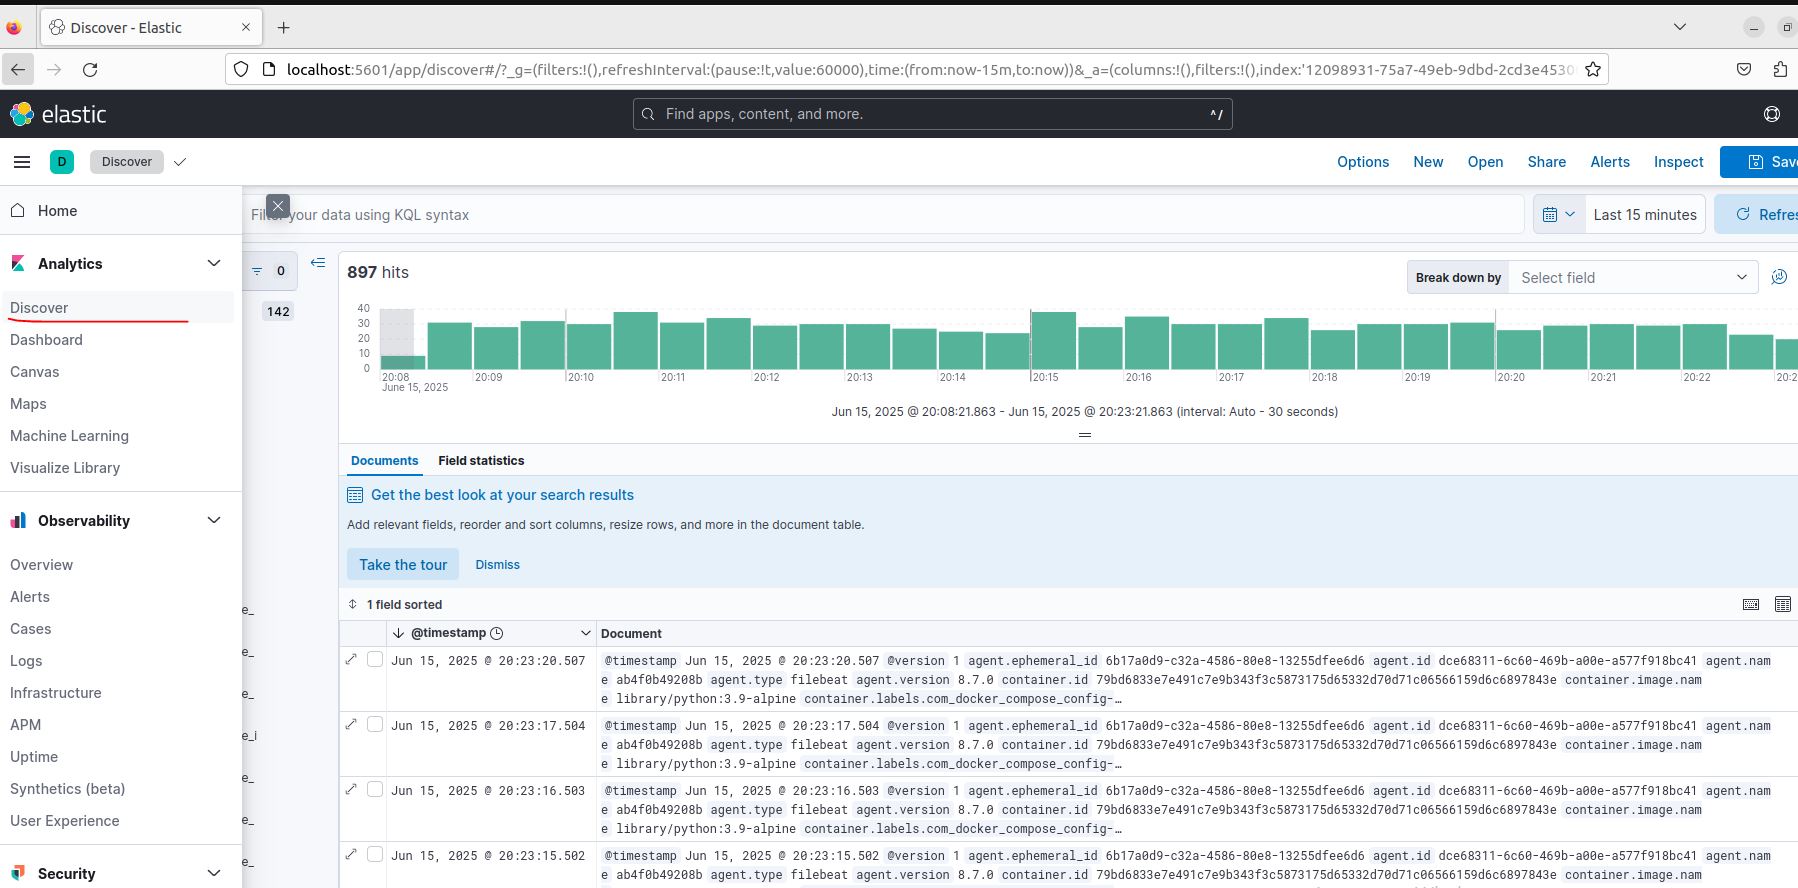 Discover - Elastic
localhost:5601/app/discover#/?_g=(filters:!(),refreshInterval:(pause:!t,value:60000),time:(from:now-15m,to:now))&_a=(columns:!(),filters:!(),index:'12098931-75a7-49eb-9dbd-2cd3e4530
elastic
Find apps, content, and more.
^/
D
Discover
Options
New
Open
Share
Alerts
Inspect
Save
Home
Analytics
Discover
Dashboard
Canvas
Maps
Machine Learning
Visualize Library
Observability
Overview
Alerts
Cases
Logs
Infrastructure
APM
Uptime
Synthetics (beta)
User Experience
Security
Filter your data using KQL syntax
Last 15 minutes
Refres
0
142
e_
e_
e_
e_i
e_
e_
e_
897 hits
Break down by
Select field
40
30
20
10
0
20:08 20:09 20:10 20:11 20:12 20:13 20:14 20:15 20:16 20:17 20:18 20:19 20:20 20:21 20:22 20:2
June 15, 2025
Jun 15, 2025 @ 20:08:21.863 - Jun 15, 2025 @ 20:23:21.863 (interval: Auto - 30 seconds)
Documents
Field statistics
Get the best look at your search results
Add relevant fields, reorder and sort columns, resize rows, and more in the document table.
Take the tour
Dismiss
1 field sorted
@timestamp
Document
Jun 15, 2025 @ 20:23:20.507
@timestamp Jun 15, 2025 @ 20:23:20.507 @version 1 agent.ephemeral_id 6b17a0d9-c32a-4586-80e8-13255dfee6d6 agent.id dce68311-6c60-469b-a00e-a577f918bc41 agent.nam
e ab4f0b49208b agent.type filebeat agent.version 8.7.0 container.id 79bd6833e7e491c7e9b343f3c5873175d65332d70d71c06566159d6c6897843e container.image.nam
e library/python:3.9-alpine container.labels.com_docker_compose_config-…
Jun 15, 2025 @ 20:23:17.504
@timestamp Jun 15, 2025 @ 20:23:17.504 @version 1 agent.ephemeral_id 6b17a0d9-c32a-4586-80e8-13255dfee6d6 agent.id dce68311-6c60-469b-a00e-a577f918bc41 agent.nam
e ab4f0b49208b agent.type filebeat agent.version 8.7.0 container.id 79bd6833e7e491c7e9b343f3c5873175d65332d70d71c06566159d6c6897843e container.image.nam
e library/python:3.9-alpine container.labels.com_docker_compose_config-…
Jun 15, 2025 @ 20:23:16.503
@timestamp Jun 15, 2025 @ 20:23:16.503 @version 1 agent.ephemeral_id 6b17a0d9-c32a-4586-80e8-13255dfee6d6 agent.id dce68311-6c60-469b-a00e-a577f918bc41 agent.nam
e ab4f0b49208b agent.type filebeat agent.version 8.7.0 container.id 79bd6833e7e491c7e9b343f3c5873175d65332d70d71c06566159d6c6897843e container.image.nam
e library/python:3.9-alpine container.labels.com_docker_compose_config-…
Jun 15, 2025 @ 20:23:15.502
@timestamp Jun 15, 2025 @ 20:23:15.502 @version 1 agent.ephemeral_id 6b17a0d9-c32a-4586-80e8-13255dfee6d6 agent.id dce68311-6c60-469b-a00e-a577f918bc41 agent.nam
e ab4f0b49208b agent.type filebeat agent.version 8.7.0 container.id 79bd6833e7e491c7e9b343f3c5873175d65332d70d71c06566159d6c6897843e container.image.nam